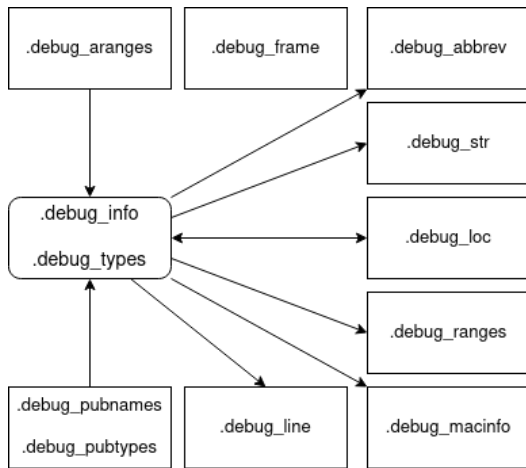 .debug_aranges
.debug_frame
.debug_abbrev
.debug_str
.debug_info
.debug_types
.debug_loc
.debug_ranges
.debug_pubnames
.debug_pubtypes
.debug_line
.debug_macinfo